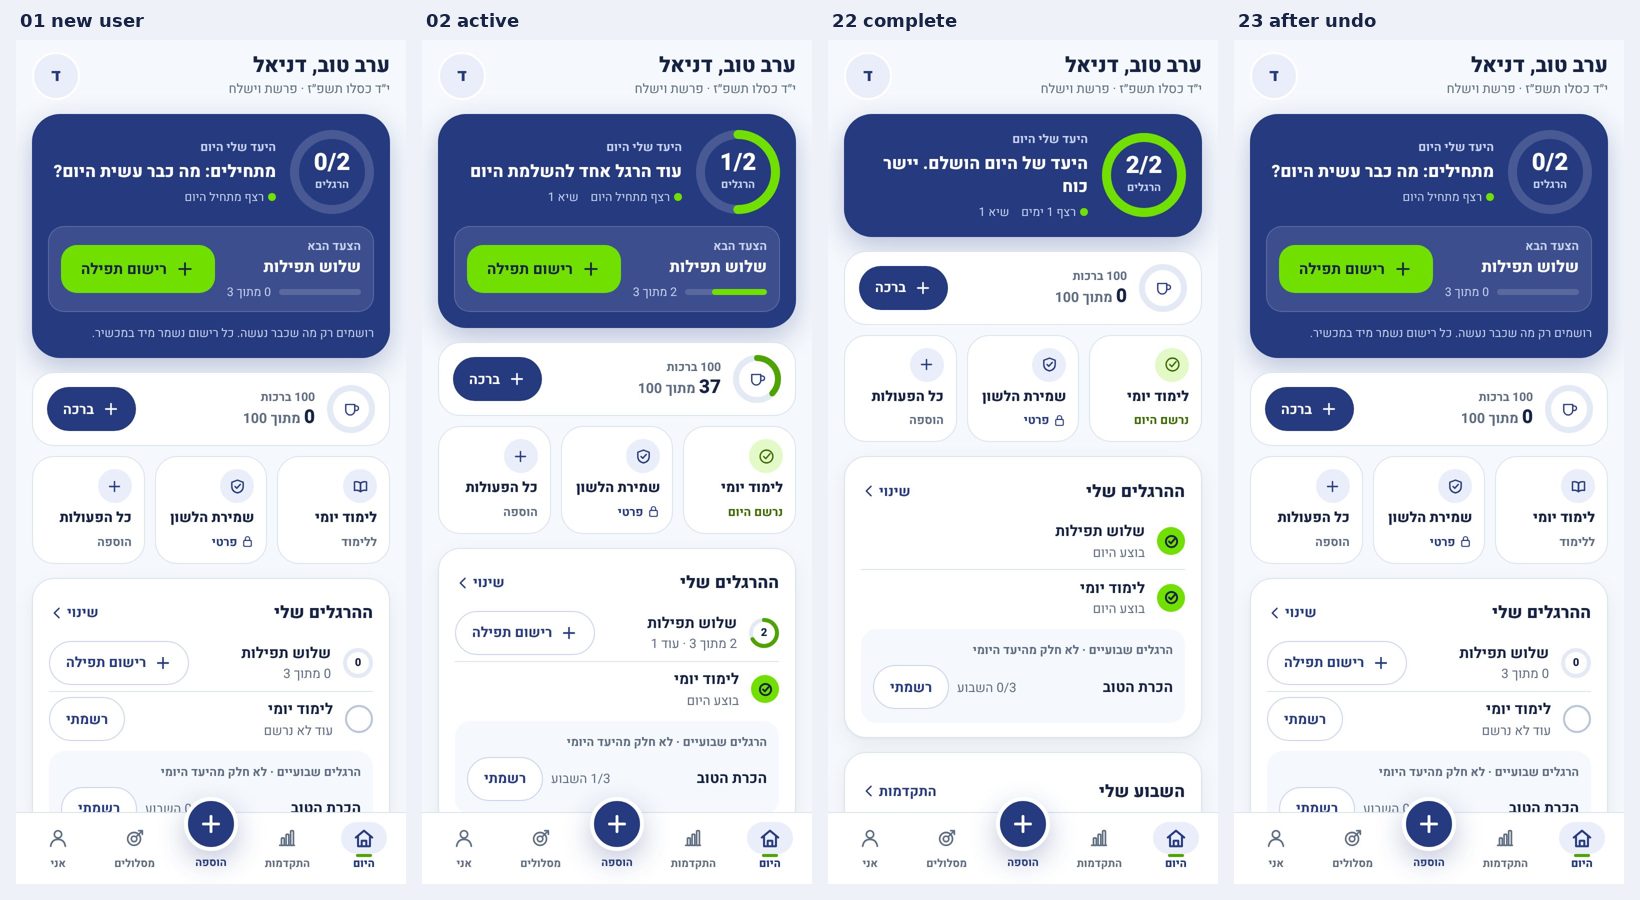 01 new user
ערב טוב, דניאל
ד
י״ד כסלו תשפ״ז · פרשת וישלח
0/2
הרגלים
היעד שלי היום
מתחילים: מה כבר עשית היום?
רצף מתחיל היום
הצעד הבא
שלוש תפילות
0 מתוך 3
רישום תפילה
רושמים רק מה שכבר נעשה. כל רישום נשמר מיד במכשיר.
100 ברכות
0 מתוך 100
ברכה
לימוד יומי
ללימוד
שמירת הלשון
פרטי
כל הפעולות
הוספה
ההרגלים שלי
שינוי
0
שלוש תפילות
0 מתוך 3
רישום תפילה
לימוד יומי
עוד לא נרשם
רשמתי
הרגלים שבועיים · לא חלק מהיעד היומי
הכרת הטוב
השבוע
רשמתי
היום
התקדמות
הוספה
מסלולים
אני
02 active
ערב טוב, דניאל
ד
י״ד כסלו תשפ״ז · פרשת וישלח
1/2
הרגלים
היעד שלי היום
עוד הרגל אחד להשלמת היום
רצף מתחיל היום
שיא 1
הצעד הבא
שלוש תפילות
2 מתוך 3
רישום תפילה
100 ברכות
37 מתוך 100
ברכה
לימוד יומי
נרשם היום
שמירת הלשון
פרטי
כל הפעולות
הוספה
ההרגלים שלי
שינוי
2
שלוש תפילות
2 מתוך 3 · עוד 1
רישום תפילה
לימוד יומי
בוצע היום
הרגלים שבועיים · לא חלק מהיעד היומי
הכרת הטוב
1/3 השבוע
רשמתי
היום
התקדמות
הוספה
מסלולים
אני
22 complete
ערב טוב, דניאל
ד
י״ד כסלו תשפ״ז · פרשת וישלח
2/2
הרגלים
היעד שלי היום
היעד של היום הושלם. יישר
כוח
רצף 1 ימים
שיא 1
100 ברכות
0 מתוך 100
ברכה
לימוד יומי
נרשם היום
שמירת הלשון
פרטי
כל הפעולות
הוספה
ההרגלים שלי
שינוי
שלוש תפילות
בוצע היום
לימוד יומי
בוצע היום
הרגלים שבועיים · לא חלק מהיעד היומי
הכרת הטוב
0/3 השבוע
רשמתי
השבוע שלי
התקדמות
היום
התקדמות
הוספה
מסלולים
אני
23 after undo
ערב טוב, דניאל
ד
י״ד כסלו תשפ״ז · פרשת וישלח
0/2
הרגלים
היעד שלי היום
מתחילים: מה כבר עשית היום?
רצף מתחיל היום
הצעד הבא
שלוש תפילות
0 מתוך 3
רישום תפילה
רושמים רק מה שכבר נעשה. כל רישום נשמר מיד במכשיר.
100 ברכות
0 מתוך 100
ברכה
לימוד יומי
ללימוד
שמירת הלשון
פרטי
כל הפעולות
הוספה
ההרגלים שלי
שינוי
0
שלוש תפילות
0 מתוך 3
רישום תפילה
לימוד יומי
עוד לא נרשם
רשמתי
הרגלים שבועיים · לא חלק מהיעד היומי
הכרת הטוב
השבוע
רשמתי
היום
התקדמות
הוספה
מסלולים
אני